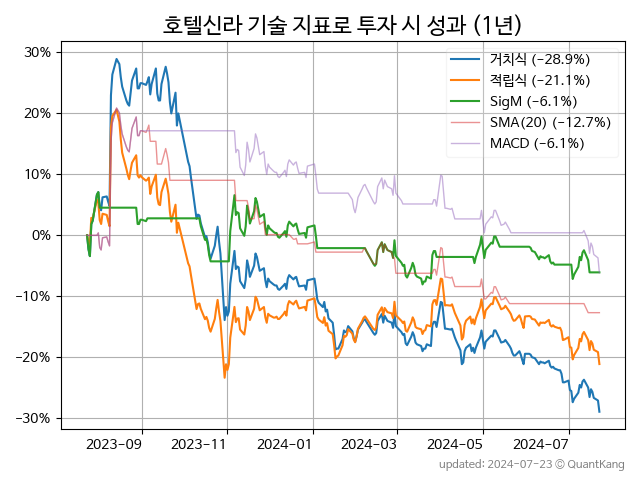 호텔신라 기술 지표로 투자 시 성과 (1년)
거치식 (−28.9%)
적립식 (−21.1%)
SigM (−6.1%)
SMA(20) (−12.7%)
MACD (−6.1%)
30%
20%
10%
0%
−10%
−20%
−30%
2023-09 2023-11 2024-01 2024-03 2024-05 2024-07
updated: 2024-07-23 © QuantKang